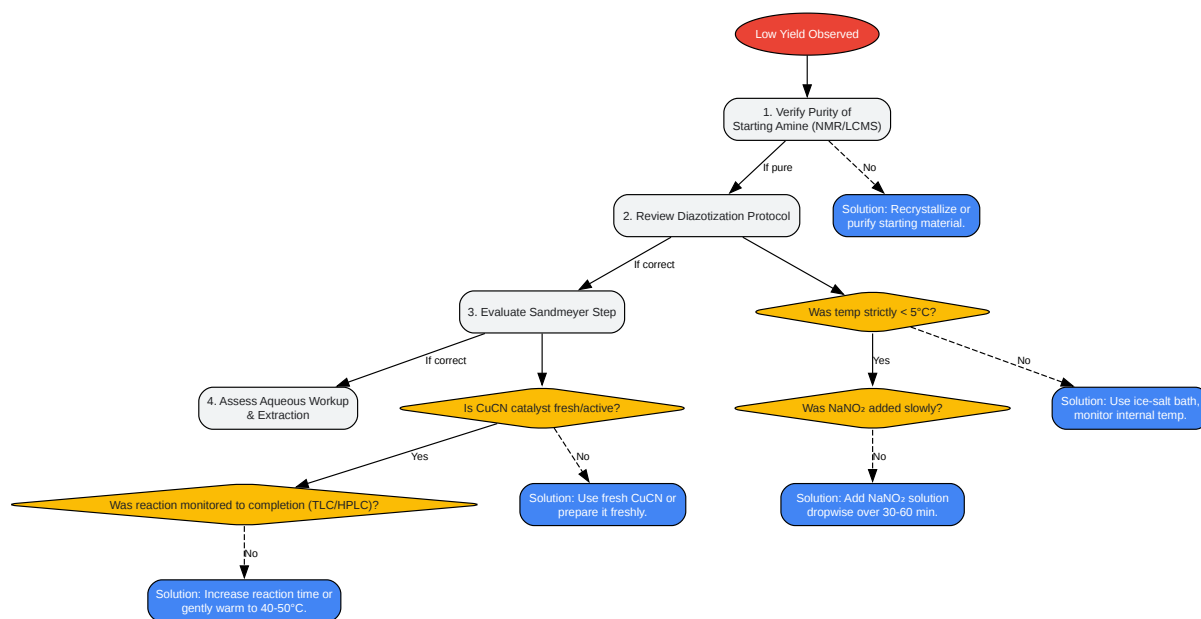 Low Yield Observed
1. Verify Purity of
Starting Amine (NMR/LCMS)
If pure
No
2. Review Diazotization Protocol
Solution: Recrystallize or
purify starting material.
If correct
3. Evaluate Sandmeyer Step
Was temp strictly < 5°C?
If correct
Yes
No
4. Assess Aqueous Workup
& Extraction
Is CuCN catalyst fresh/active?
Was NaNO₂ added slowly?
Solution: Use ice-salt bath,
monitor internal temp.
Yes
No
No
Was reaction monitored to completion (TLC/HPLC)?
Solution: Use fresh CuCN or
prepare it freshly.
Solution: Add NaNO₂ solution
dropwise over 30-60 min.
No
Solution: Increase reaction time or
gently warm to 40-50°C.